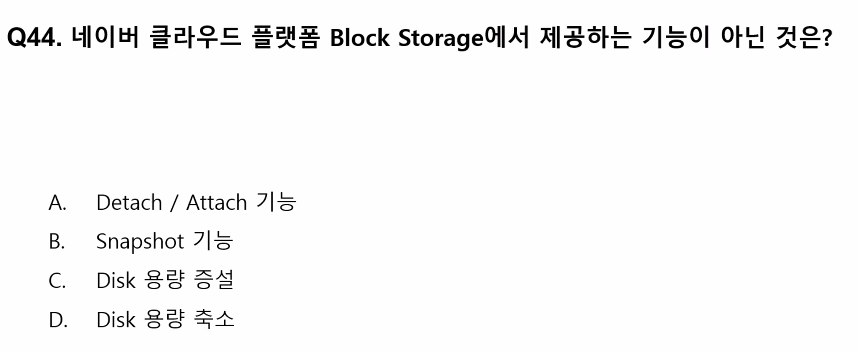 Q44. 네이버 클라우드 플랫폼 Block Storage에서 제공하는 기능이 아닌 것은?
A. Detach / Attach 기능
B. Snapshot 기능
C. Disk 용량 증설
D. Disk 용량 축소